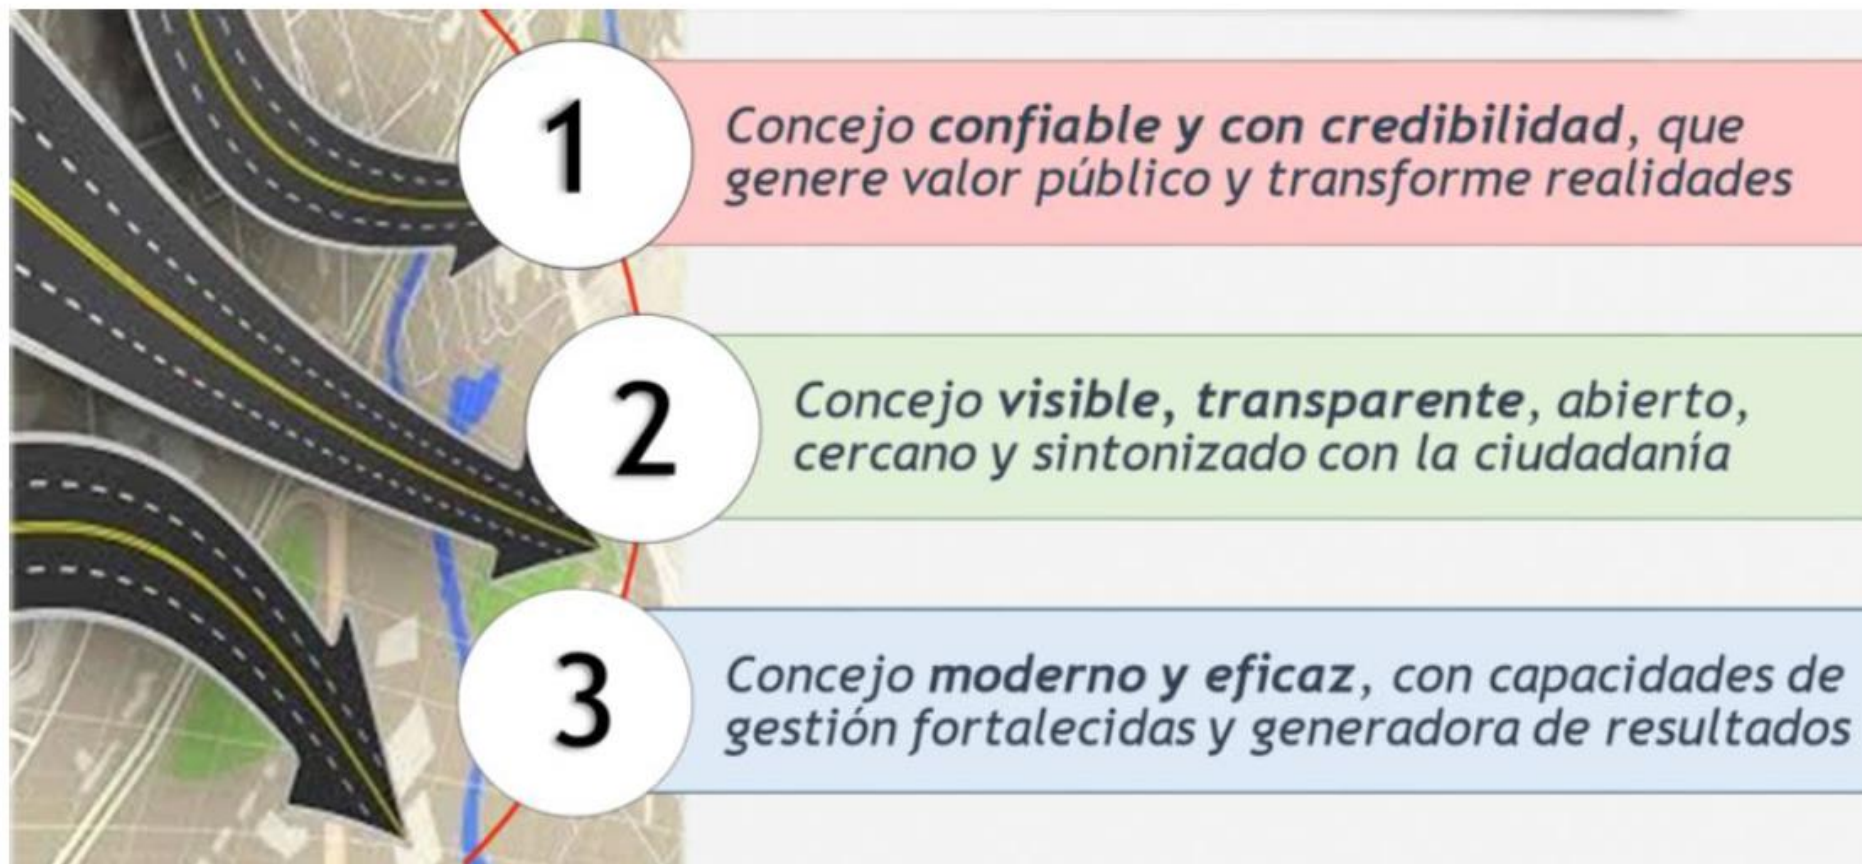 1
Concejo confiable y con credibilidad, que
genere valor público y transforme realidades
2
Concejo visible, transparente, abierto,
cercano y sintonizado con la ciudadanía
3
Concejo moderno y eficaz, con capacidades de
gestión fortalecidas y generadora de resultados